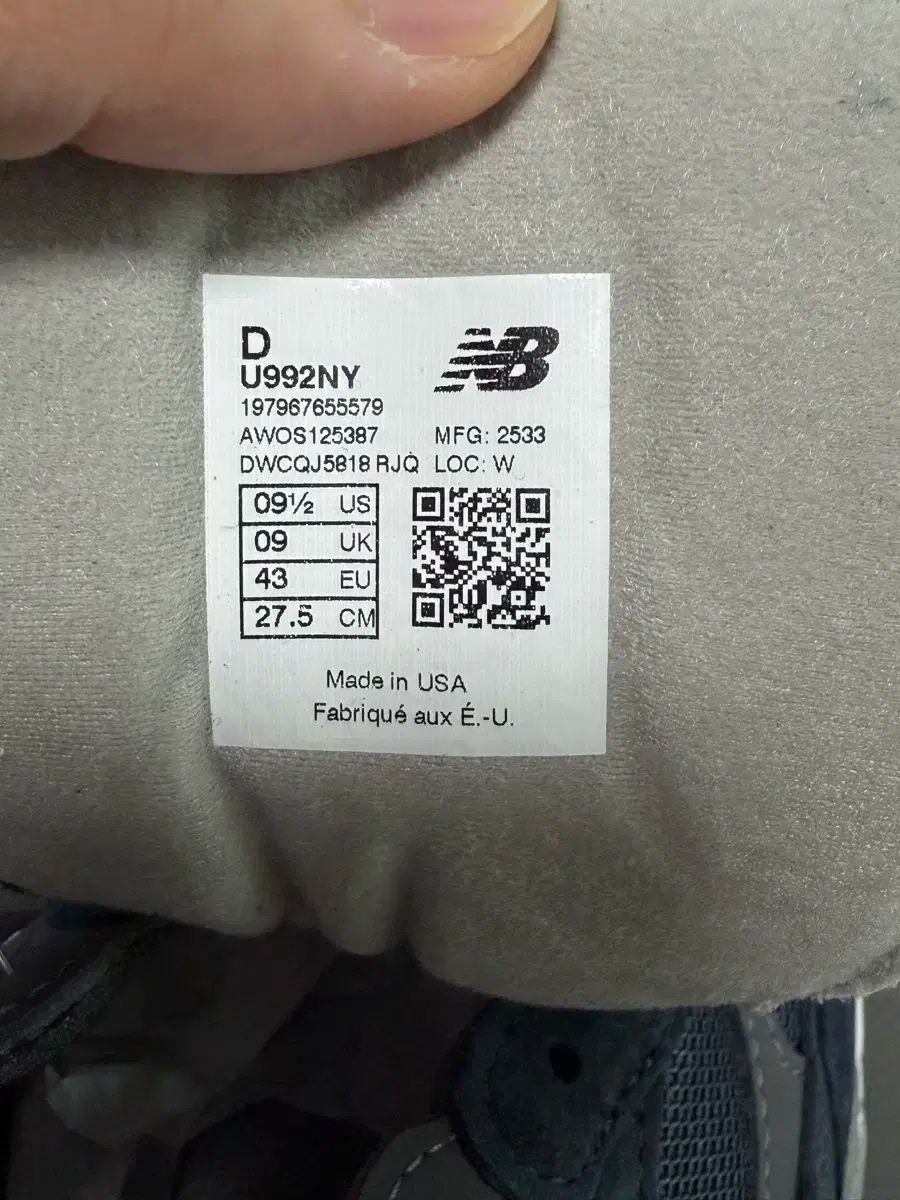 D
U992NY
NB
197967655579
AWOS125387 MFG: 2533
DWCQJ5818 RJQ LOC: W
09½ US
09 UK
43 EU
27.5 CM
Made in USA
Fabriqué aux É.-U.